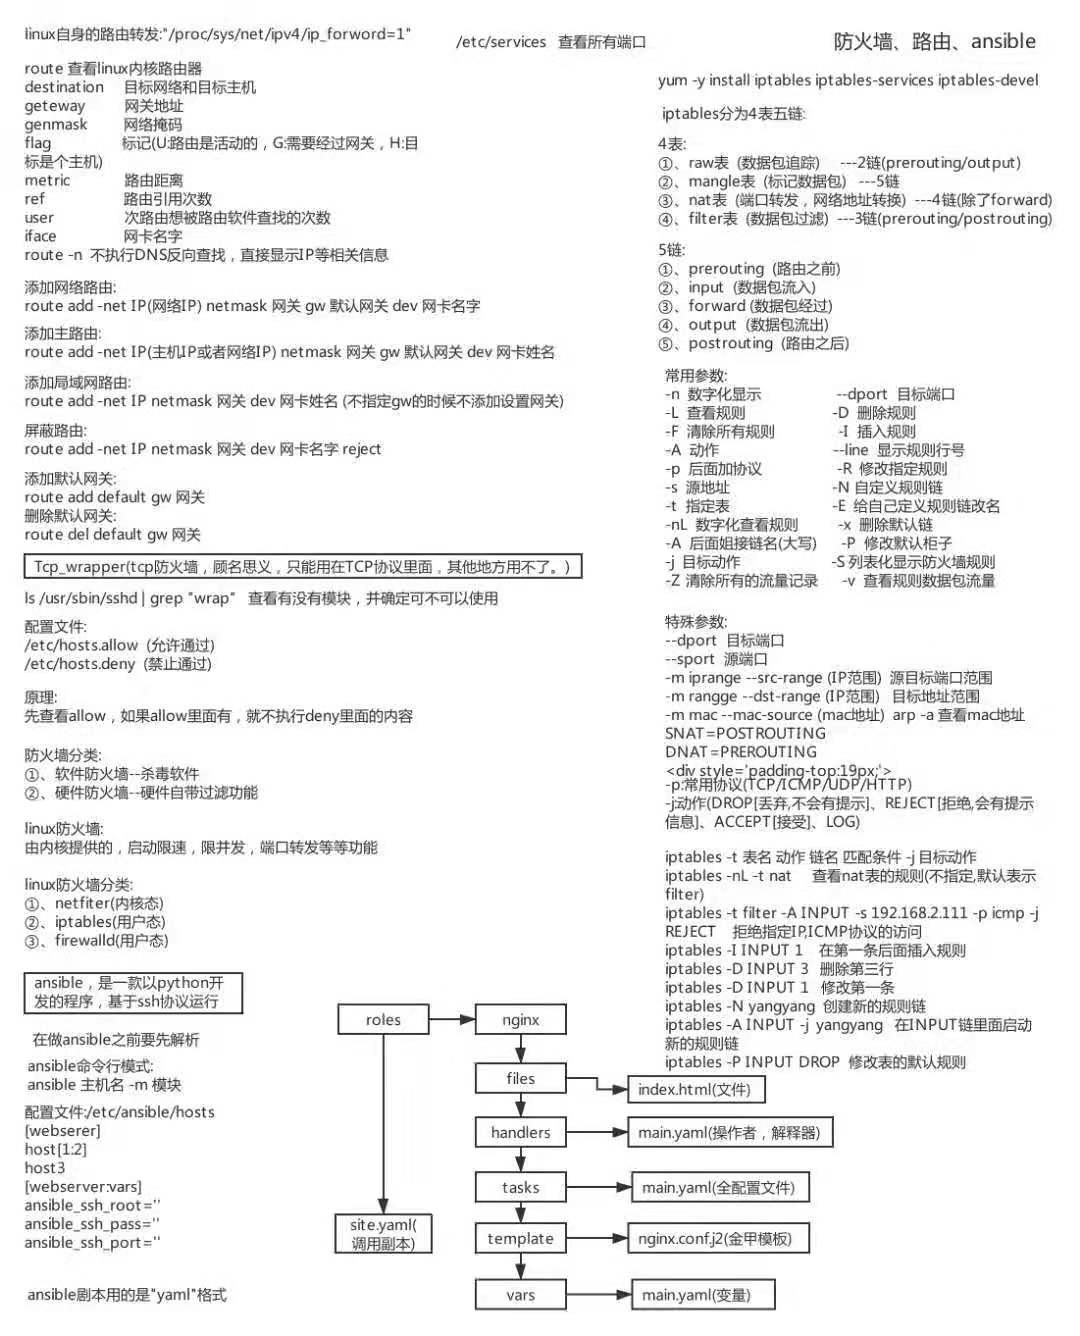 linux自身的路由转发:"/proc/sys/net/ipv4/ip_forword=1"
/etc/services 查看所有端口
防火墙、路由、ansible
route 查看linux内核路由器
destination 目标网络和目标主机
geteway 网关地址
genmask 网络掩码
flag 标记(U:路由是活动的，G:需要经过网关，H:目
标是个主机)
metric 路由距离
ref 路由引用次数
user 次路由想被路由软件查找的次数
iface 网卡名字
route -n 不执行DNS反向查找，直接显示IP等相关信息
添加网络路由:
route add -net IP(网络IP) netmask 网关 gw 默认网关 dev 网卡名字
添加主路由:
route add -net IP(主机IP或者网络IP) netmask 网关 gw 默认网关 dev 网卡姓名
添加局域网路由:
route add -net IP netmask 网关 dev 网卡姓名 (不指定gw的时候不添加设置网关)
屏蔽路由:
route add -net IP netmask 网关 dev 网卡名字 reject
添加默认网关:
route add default gw 网关
删除默认网关:
route del default gw 网关
Tcp_wrapper(tcp防火墙，顾名思义，只能用在TCP协议里面，其他地方用不了。)
ls /usr/sbin/sshd | grep "wrap" 查看有没有模块，并确定可不可以使用
配置文件:
/etc/hosts.allow (允许通过)
/etc/hosts.deny (禁止通过)
原理:
先查看allow，如果allow里面有，就不执行deny里面的内容
防火墙分类:
①、软件防火墙--杀毒软件
②、硬件防火墙--硬件自带过滤功能
linux防火墙:
由内核提供的，启动限速，限并发，端口转发等等功能
linux防火墙分类:
①、netfiter(内核态)
②、iptables(用户态)
③、firewalld(用户态)
ansible，是一款以python开
发的程序，基于ssh协议运行
在做ansible之前要先解析
ansible命令行模式:
ansible 主机名 -m 模块
配置文件:/etc/ansible/hosts
[webserer]
host[1:2]
host3
[webserver:vars]
ansible_ssh_root=''
ansible_ssh_pass=''
ansible_ssh_port=''
ansible剧本用的是"yaml"格式
yum -y install iptables iptables-services iptables-devel
iptables分为4表五链:
4表:
①、raw表 (数据包追踪) ---2链(prerouting/output)
②、mangle表 (标记数据包) ---5链
③、nat表 (端口转发，网络地址转换) ---4链(除了forward)
④、filter表 (数据包过滤) ---3链(prerouting/postrouting)
5链:
①、prerouting (路由之前)
②、input (数据包流入)
③、forward (数据包经过)
④、output (数据包流出)
⑤、postrouting (路由之后)
常用参数:
-n 数字化显示 --dport 目标端口
-L 查看规则 -D 删除规则
-F 清除所有规则 -I 插入规则
-A 动作 --line 显示规则行号
-p 后面加协议 -R 修改指定规则
-s 源地址 -N 自定义规则链
-t 指定表 -E 给自己定义规则链改名
-nL 数字化查看规则 -x 删除默认链
-A 后面姐接链名(大写) -P 修改默认柜子
-j 目标动作 -S 列表化显示防火墙规则
-Z 清除所有的流量记录 -v 查看规则数据包流量
特殊参数:
--dport 目标端口
--sport 源端口
-m iprange --src-range (IP范围) 源目标端口范围
-m rangge --dst-range (IP范围) 目标地址范围
-m mac --mac-source (mac地址) arp -a 查看mac地址
SNAT=POSTROUTING
DNAT=PREROUTING
<div style='padding-top:19px;'>
-p:常用协议(TCP/ICMP/UDP/HTTP)
-j:动作(DROP[丢弃,不会有提示]、REJECT[拒绝,会有提示
信息]、ACCEPT[接受]、LOG)
iptables -t 表名 动作 链名 匹配条件 -j 目标动作
iptables -nL -t nat 查看nat表的规则(不指定,默认表示
filter)
iptables -t filter -A INPUT -s 192.168.2.111 -p icmp -j
REJECT 拒绝指定IP,ICMP协议的访问
iptables -I INPUT 1 在第一条后面插入规则
iptables -D INPUT 3 删除第三行
iptables -D INPUT 1 修改第一条
iptables -N yangyang 创建新的规则链
iptables -A INPUT -j yangyang 在INPUT链里面启动
新的规则链
iptables -P INPUT DROP 修改表的默认规则
roles
nginx
files
index.html(文件)
handlers
main.yaml(操作者，解释器)
tasks
main.yaml(全配置文件)
site.yaml(
调用副本)
template
nginx.conf.j2(金甲模板)
vars
main.yaml(变量)